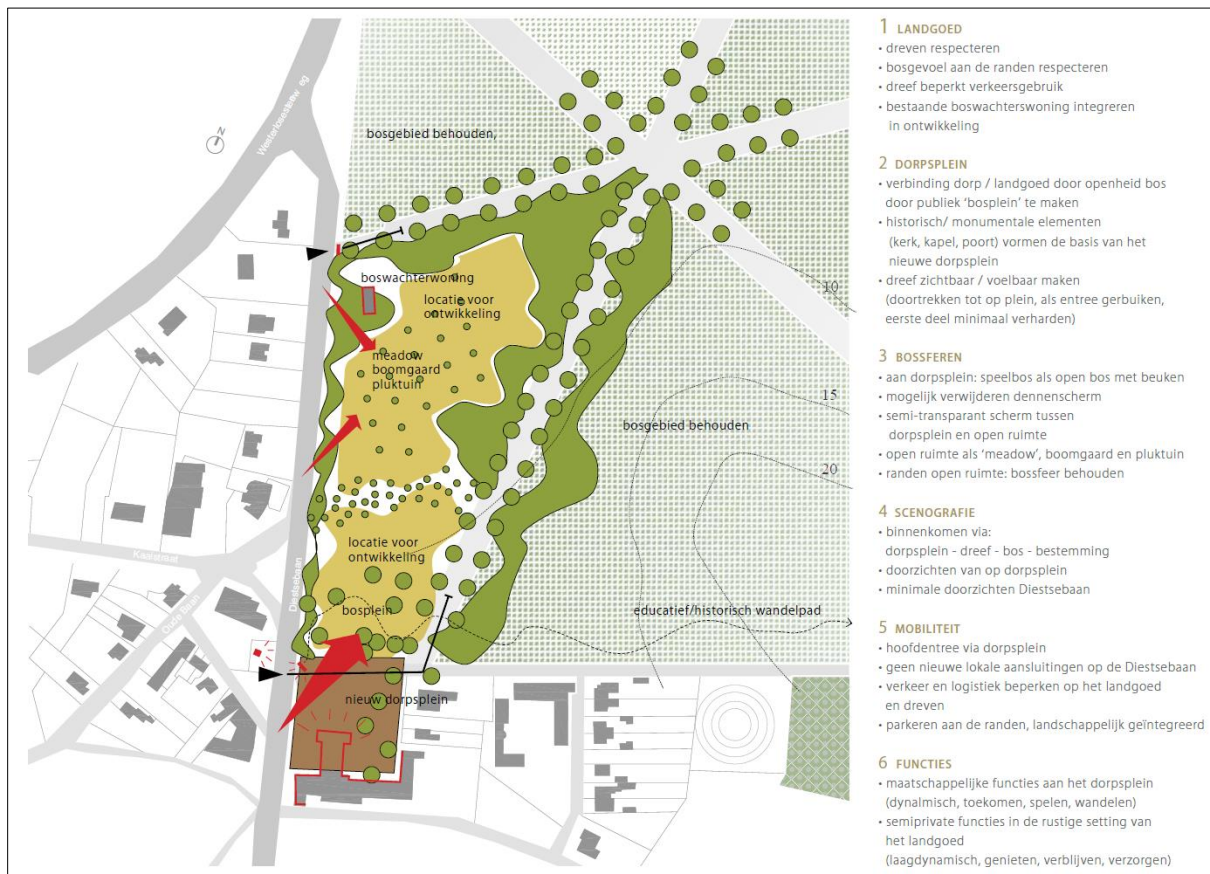 Westerlosesteenweg
N
bosgebied behouden,
boswachterwoning
locatie voor
ontwikkeling
10
meadow
boomgaard
pluktuin
15
bosgebied behouden
20
Diestsebaan
locatie voor
ontwikkeling
Kaaistraat
Oude Baan
bosplein
educatief/historisch wandelpad
nieuw dorpsplein
1 LANDGOED
• dreven respecteren
• bosgevoel aan de randen respecteren
• dreef beperkt verkeersgebruik
• bestaande boswachterswoning integreren
in ontwikkeling
2 DORPSPLEIN
• verbinding dorp / landgoed door openheid bos
door publiek ‘bosplein’ te maken
• historisch/ monumentale elementen
(kerk, kapel, poort) vormen de basis van het
nieuwe dorpsplein
• dreef zichtbaar / voelbaar maken
(doortrekken tot op plein, als entree gerbuiken,
eerste deel minimaal verharden)
3 BOSSFEREN
• aan dorpsplein: speelbos als open bos met beuken
• mogelijk verwijderen dennenscherm
• semi-transparant scherm tussen
dorpsplein en open ruimte
• open ruimte als ‘meadow’, boomgaard en pluktuin
• randen open ruimte: bossfeer behouden
4 SCENOGRAFIE
• binnenkomen via:
dorpsplein - dreef - bos - bestemming
• doorzichten van op dorpsplein
• minimale doorzichten Diestsebaan
5 MOBILITEIT
• hoofdentree via dorpsplein
• geen nieuwe lokale aansluitingen op de Diestsebaan
• verkeer en logistiek beperken op het landgoed
en dreven
• parkeren aan de randen, landschappelijk geïntegreerd
6 FUNCTIES
• maatschappelijke functies aan het dorpsplein
(dynalmisch, toekomen, spelen, wandelen)
• semiprivate functies in de rustige setting van
het landgoed
(laagdynamisch, genieten, verblijven, verzorgen)